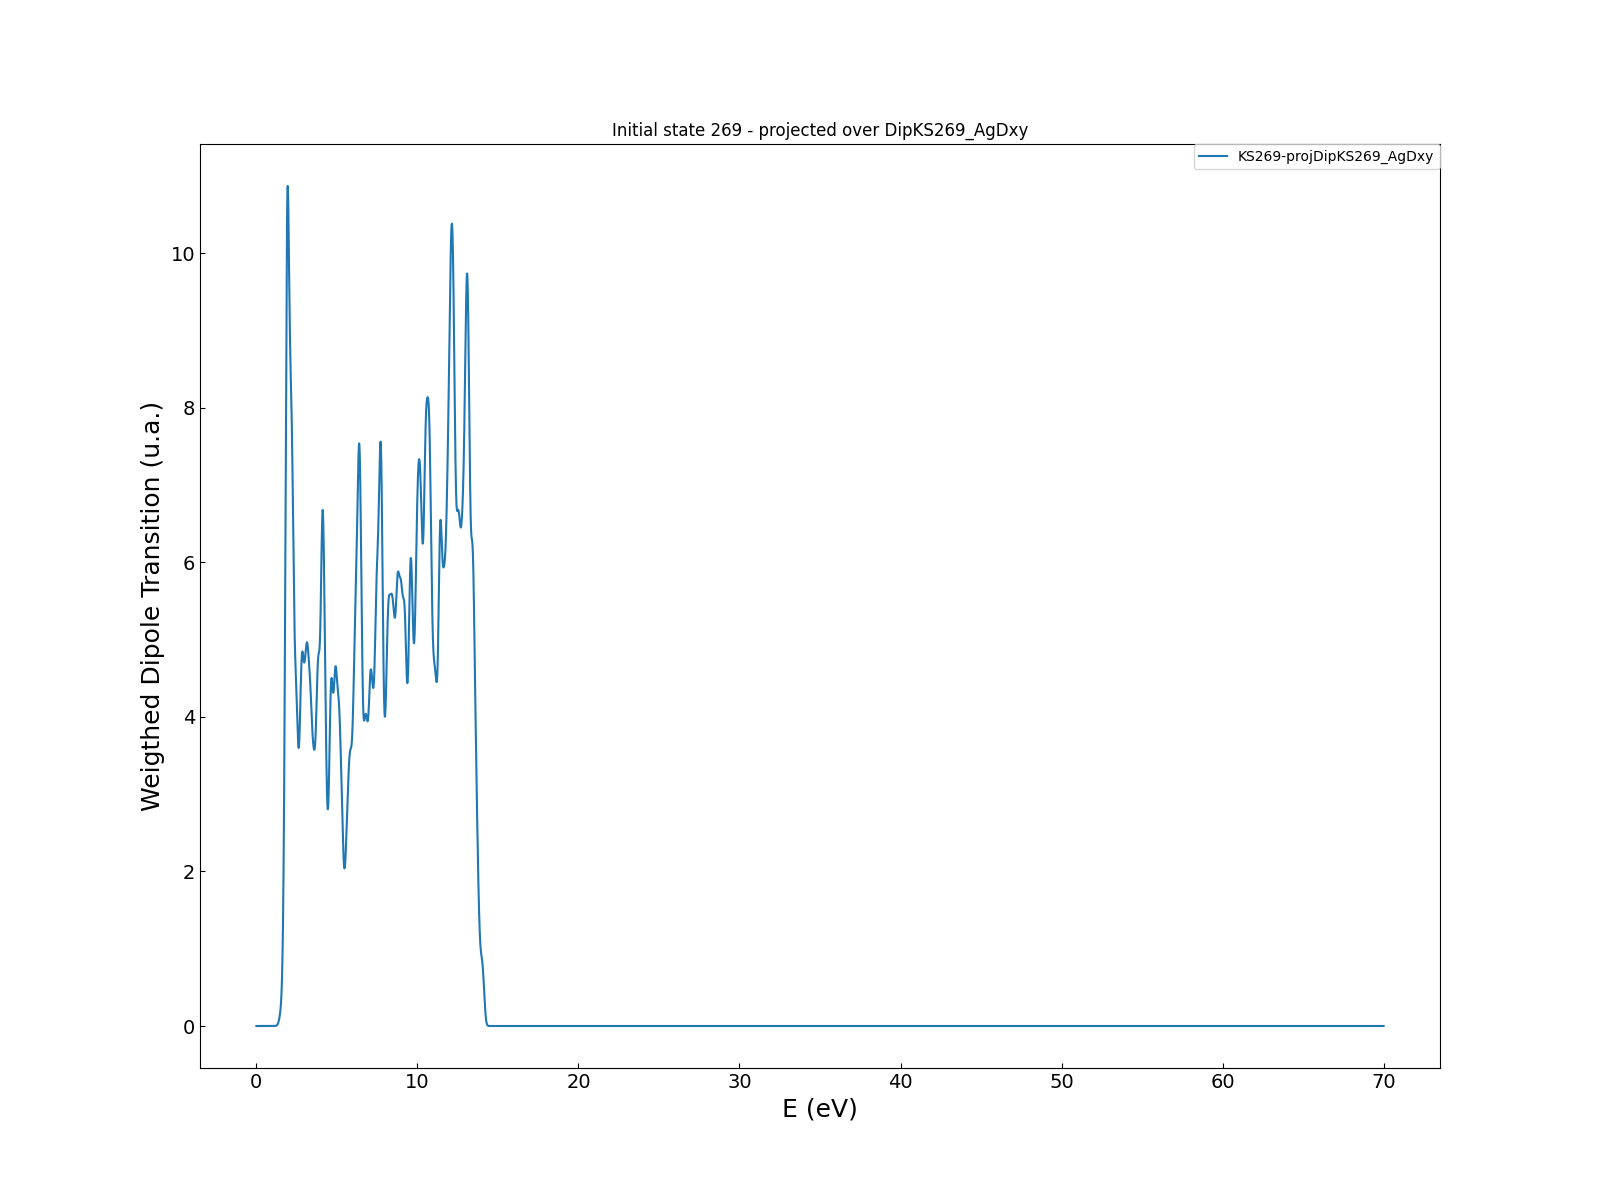 Initial state 269 - projected over DipKS269_AgDxy
KS269-projDipKS269_AgDxy
Weigthed Dipole Transition (u.a.)
10
8
6
4
2
0
0 10 20 30 40 50 60 70
E (eV)